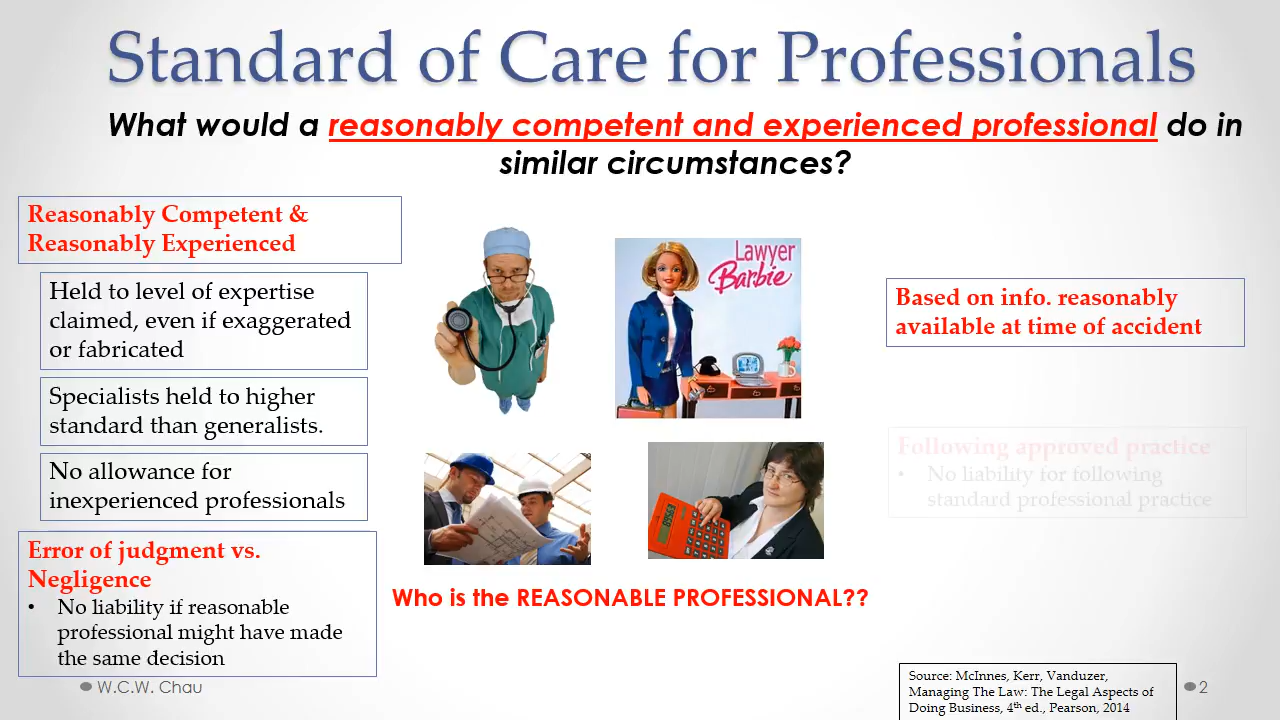 Standard of Care for Professionals
What would a reasonably competent and experienced professional do in
similar circumstances?
Reasonably Competent &
Reasonably Experienced
Held to level of expertise
claimed, even if exaggerated
or fabricated
Specialists held to higher
standard than generalists.
No allowance for
inexperienced professionals
Error of judgment vs.
Negligence
• No liability if reasonable
professional might have made
the same decision
Lawyer
Barbie
Who is the REASONABLE PROFESSIONAL??
Based on info. reasonably
available at time of accident
Following approved practice
• No liability for following
standard professional practice
Source: McInnes, Kerr, Vanduzer,
Managing The Law: The Legal Aspects of
Doing Business, 4th ed., Pearson, 2014
W.C.W. Chau
2